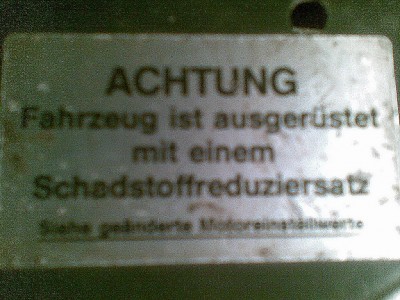 ACHTUNG
Fahrzeug ist ausgerüstet
mit einem
Schadstoffreduziersatz
Siehe geänderte Motoreinstellwerte